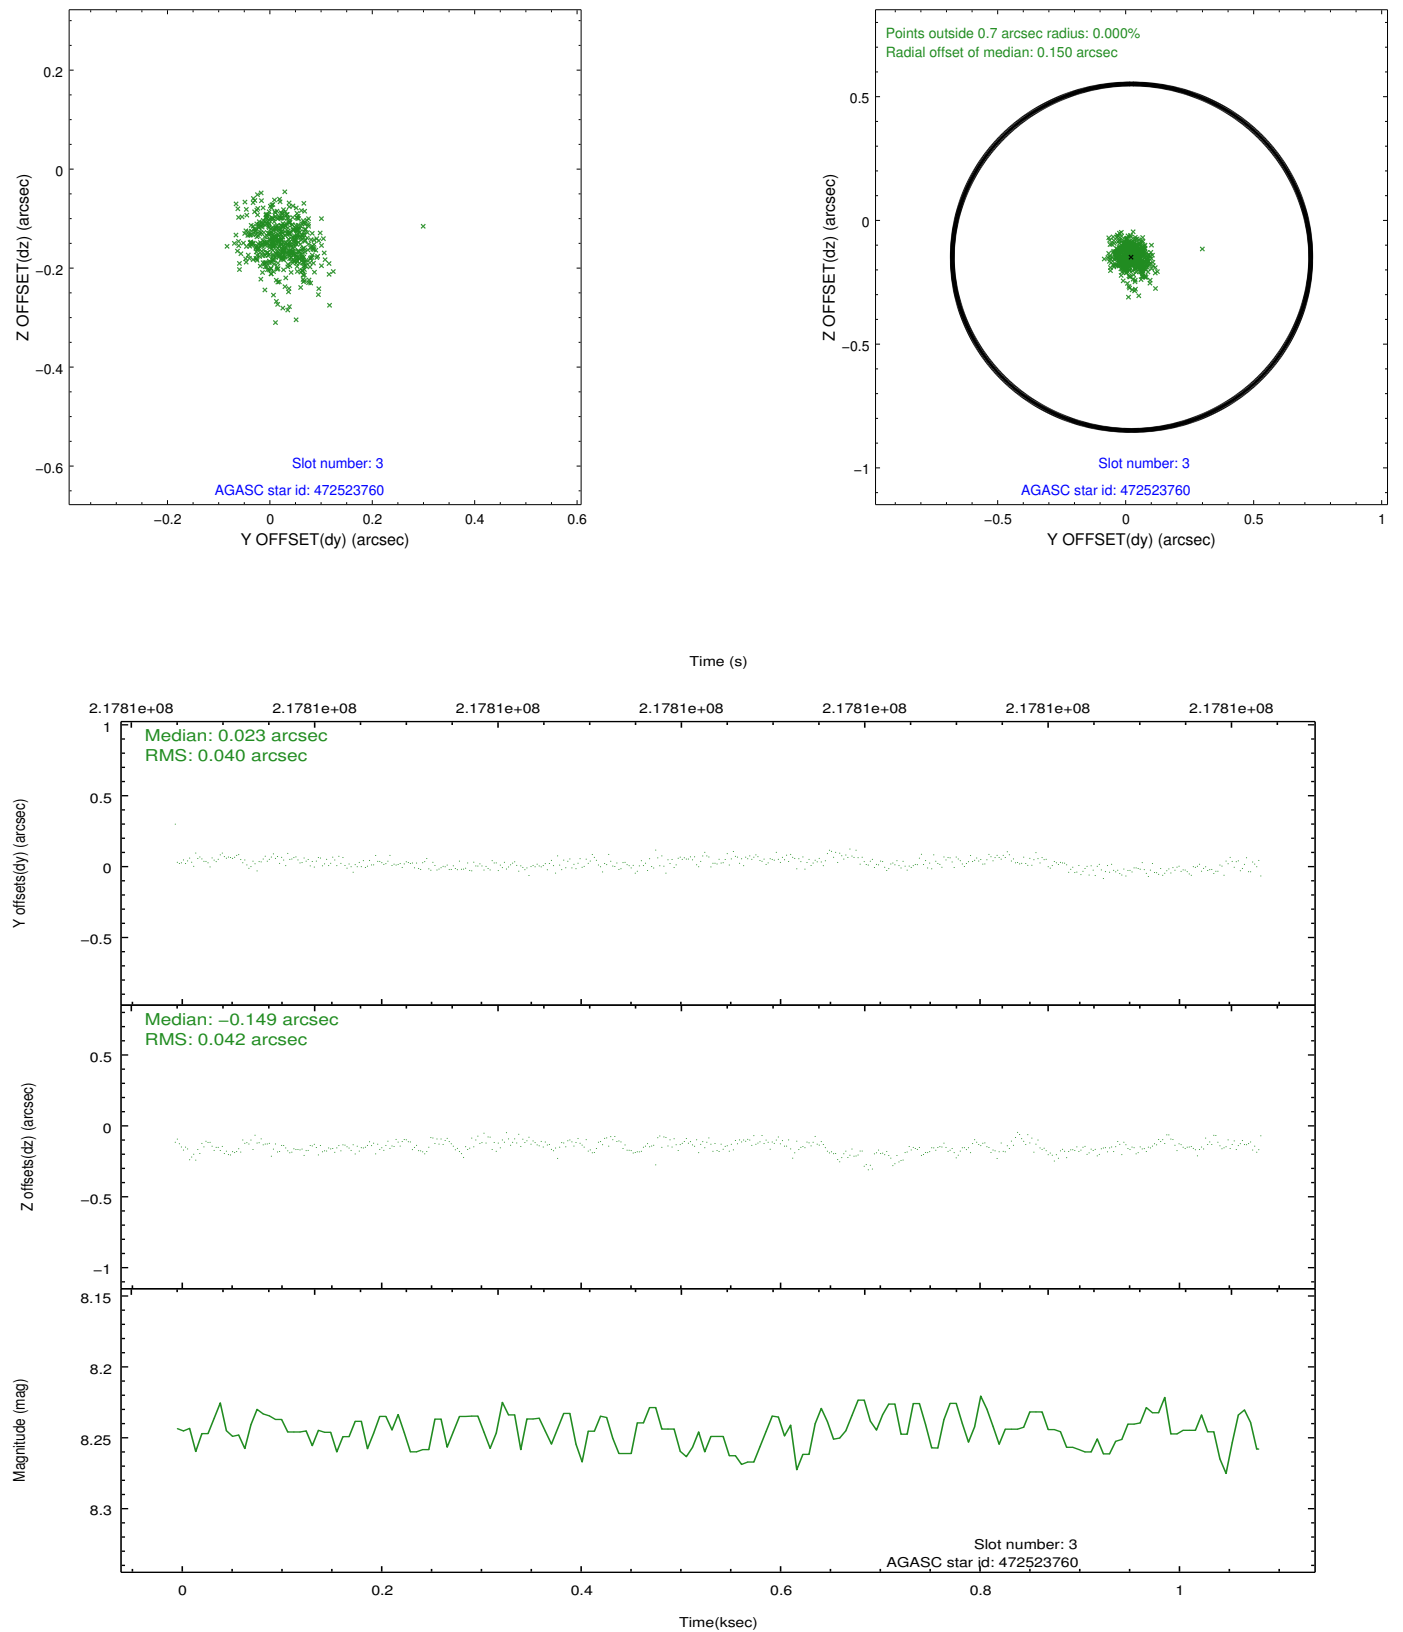 0.2
0
−0.2
−0.4
−0.6
Z OFFSET(dz) (arcsec)
Slot number: 3
AGASC star id: 472523760
−0.2
0
0.2
0.4
0.6
Y OFFSET(dy) (arcsec)
Points outside 0.7 arcsec radius: 0.000%
Radial offset of median: 0.150 arcsec
0.5
0
−0.5
−1
Z OFFSET(dz) (arcsec)
Slot number: 3
AGASC star id: 472523760
−0.5
0
0.5
1
Y OFFSET(dy) (arcsec)
Time (s)
2.1781e+08 2.1781e+08 2.1781e+08 2.1781e+08 2.1781e+08 2.1781e+08 2.1781e+08
Median: 0.023 arcsec
RMS: 0.040 arcsec
1
0.5
0
−0.5
Y offsets(dy) (arcsec)
Median: −0.149 arcsec
RMS: 0.042 arcsec
0.5
0
−0.5
−1
Z offsets(dz) (arcsec)
8.15
8.2
8.25
8.3
Magnitude (mag)
Slot number: 3
AGASC star id: 472523760
0 0.2 0.4 0.6 0.8 1
Time(ksec)